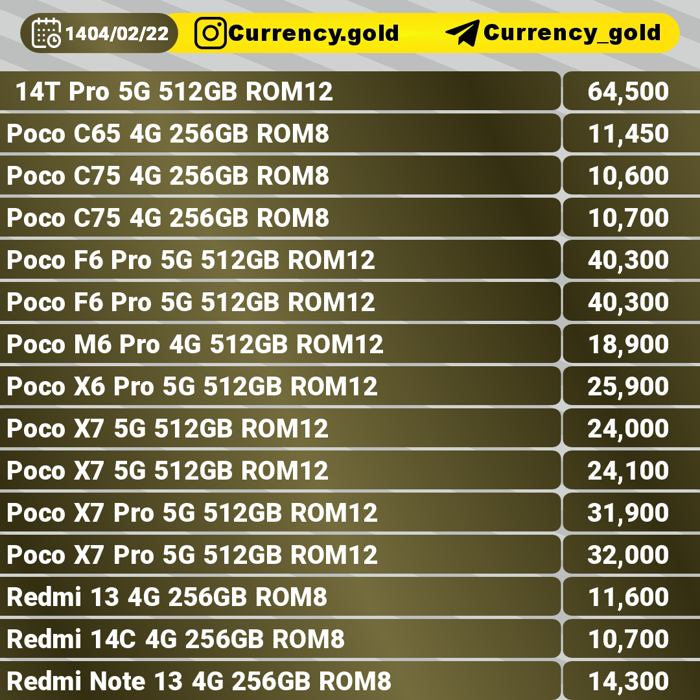 1404/02/22 Currency.gold Currency_gold
14T Pro 5G 512GB ROM12 64,500
Poco C65 4G 256GB ROM8 11,450
Poco C75 4G 256GB ROM8 10,600
Poco C75 4G 256GB ROM8 10,700
Poco F6 Pro 5G 512GB ROM12 40,300
Poco F6 Pro 5G 512GB ROM12 40,300
Poco M6 Pro 4G 512GB ROM12 18,900
Poco X6 Pro 5G 512GB ROM12 25,900
Poco X7 5G 512GB ROM12 24,000
Poco X7 5G 512GB ROM12 24,100
Poco X7 Pro 5G 512GB ROM12 31,900
Poco X7 Pro 5G 512GB ROM12 32,000
Redmi 13 4G 256GB ROM8 11,600
Redmi 14C 4G 256GB ROM8 10,700
Redmi Note 13 4G 256GB ROM8 14,300